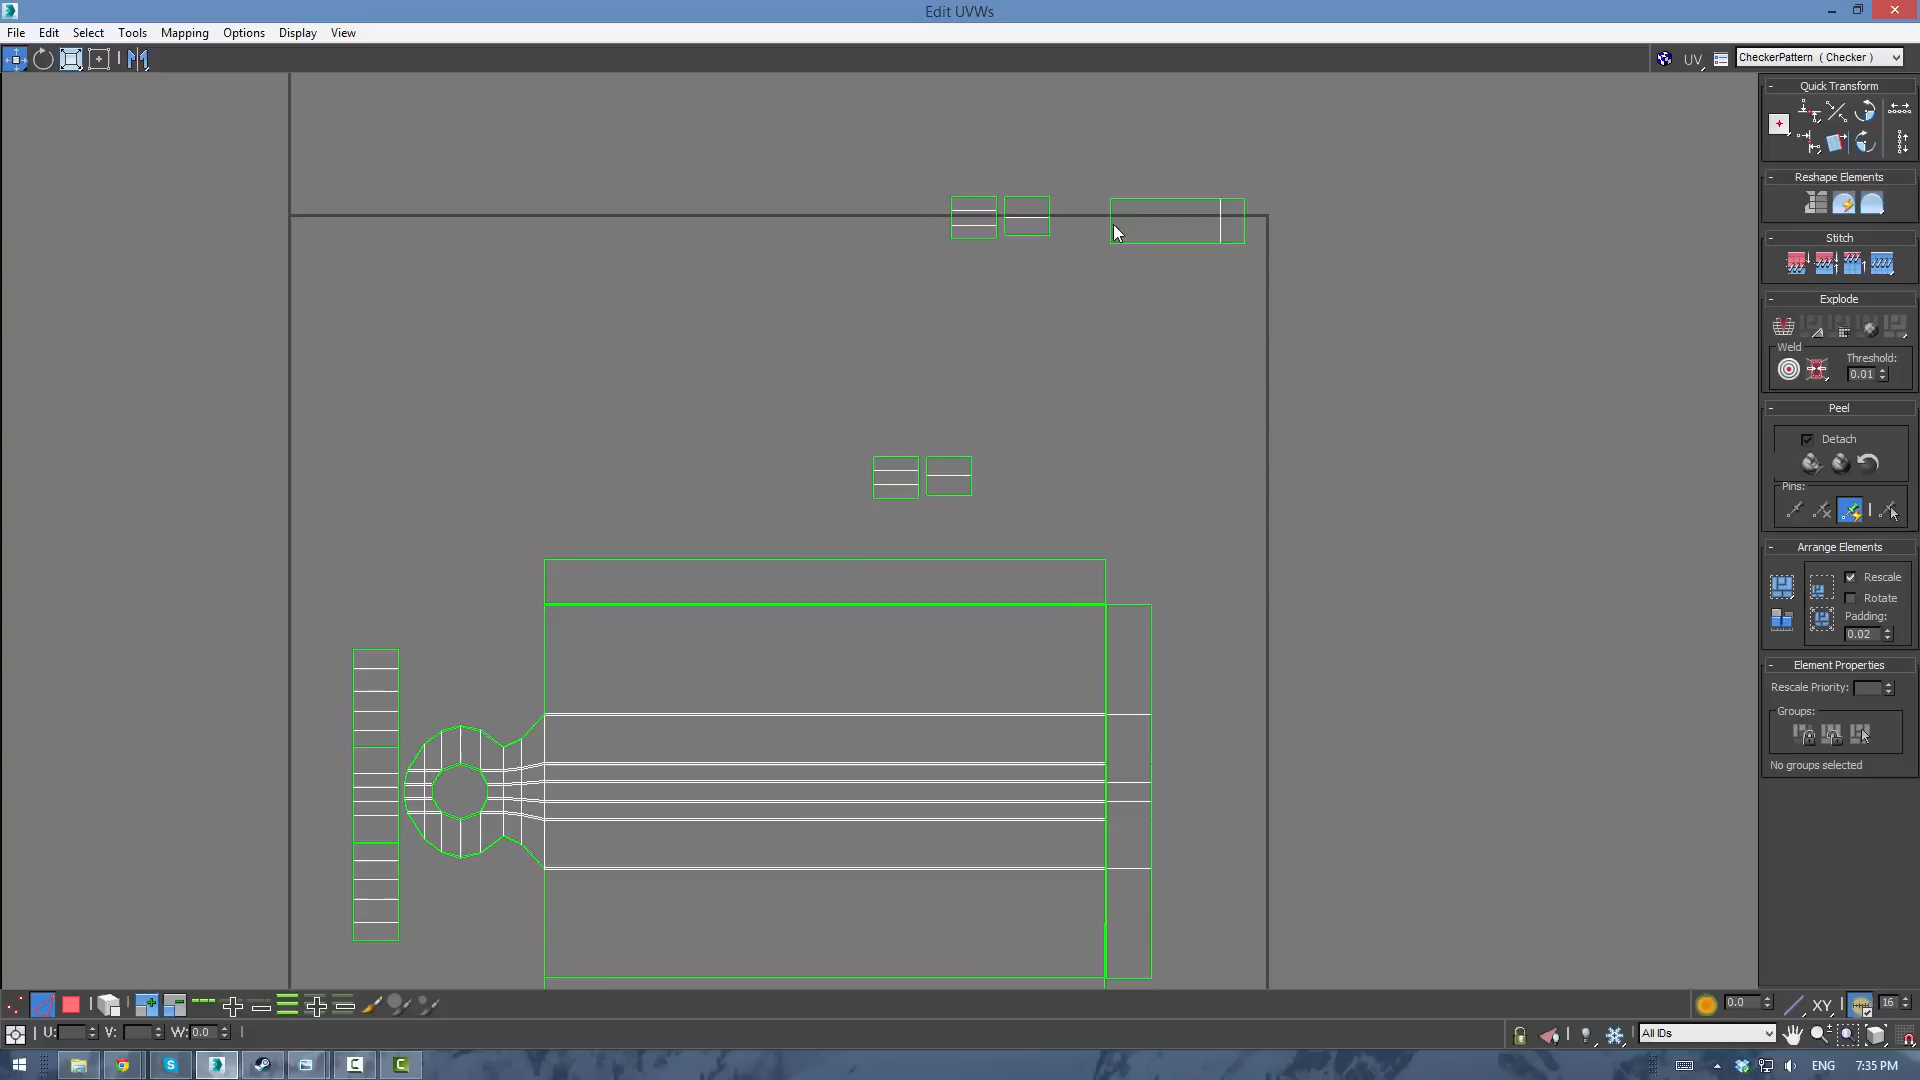 Edit UVWs
File Edit Select Tools Mapping Options Display View
UV CheckerPattern ( Checker )
Quick Transform
Reshape Elements
Stitch
Explode
Weld
Threshold:
0.01
Peel
Detach
Pins:
Arrange Elements
Rescale
Rotate
Padding:
0.02
Element Properties
Rescale Priority:
Groups:
No groups selected
0.0 XY 16
U: V: W: 0.0 All IDs
ENG 7:35 PM